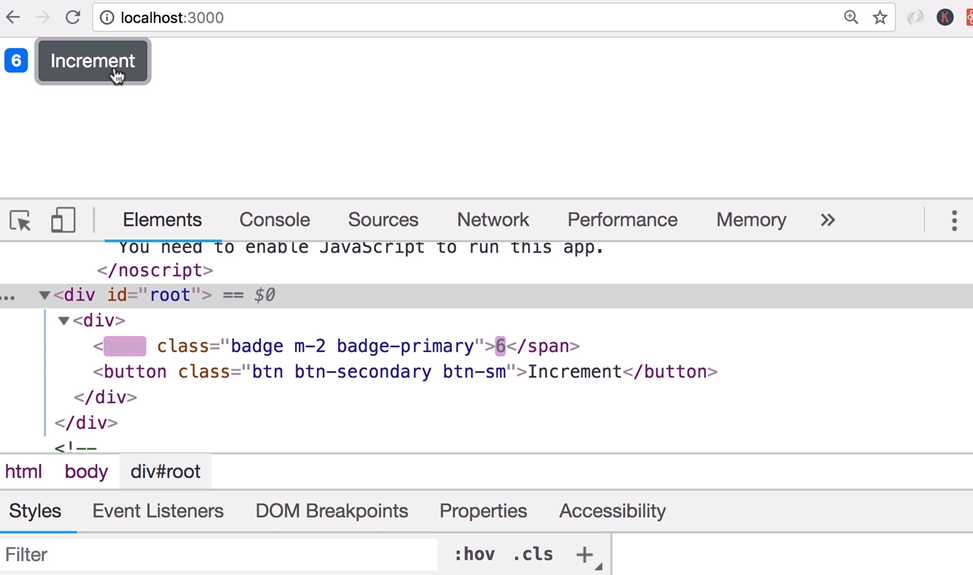 localhost:3000
K
6 Increment
Elements Console Sources Network Performance Memory »
You need to enable JavaScript to run this app.
</noscript>
... ▼<div id="root"> == $0
▼<div>
< class="badge m-2 badge-primary">6</span>
<button class="btn btn-secondary btn-sm">Increment</button>
</div>
</div>
<!--
html body div#root
Styles Event Listeners DOM Breakpoints Properties Accessibility
Filter :hov .cls +